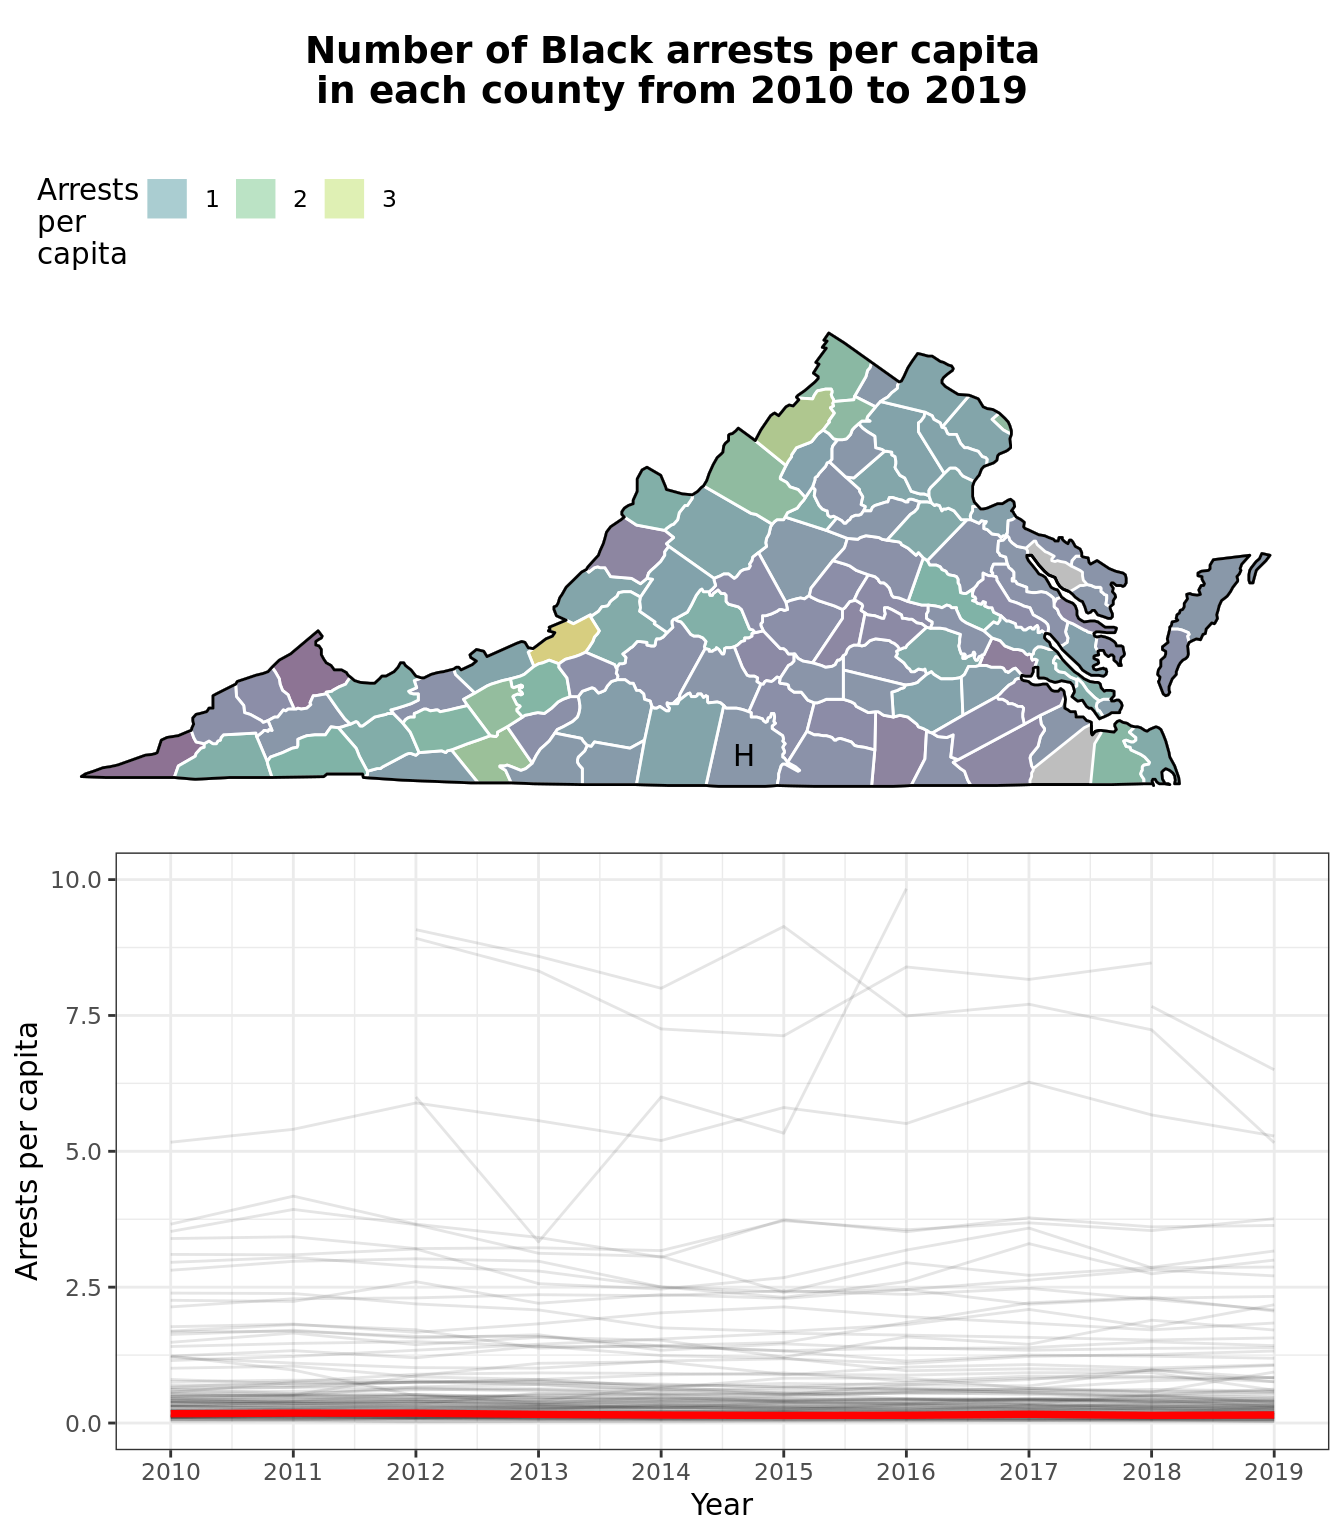 Number of Black arrests per capita
in each county from 2010 to 2019
Arrests
per
capita
1 2 3
H
10.0
7.5
5.0
2.5
0.0
Arrests per capita
2010 2011 2012 2013 2014 2015 2016 2017 2018 2019
Year